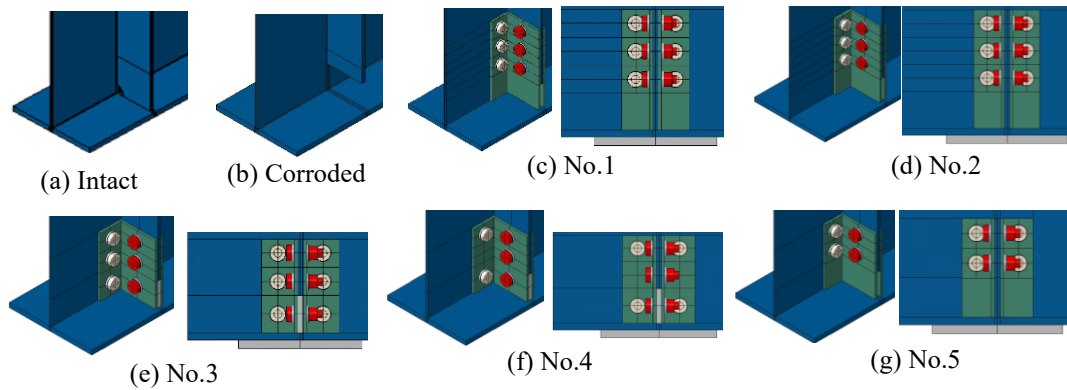 (a) Intact
(b) Corroded
(c) No.1
(d) No.2
(e) No.3
(f) No.4
(g) No.5